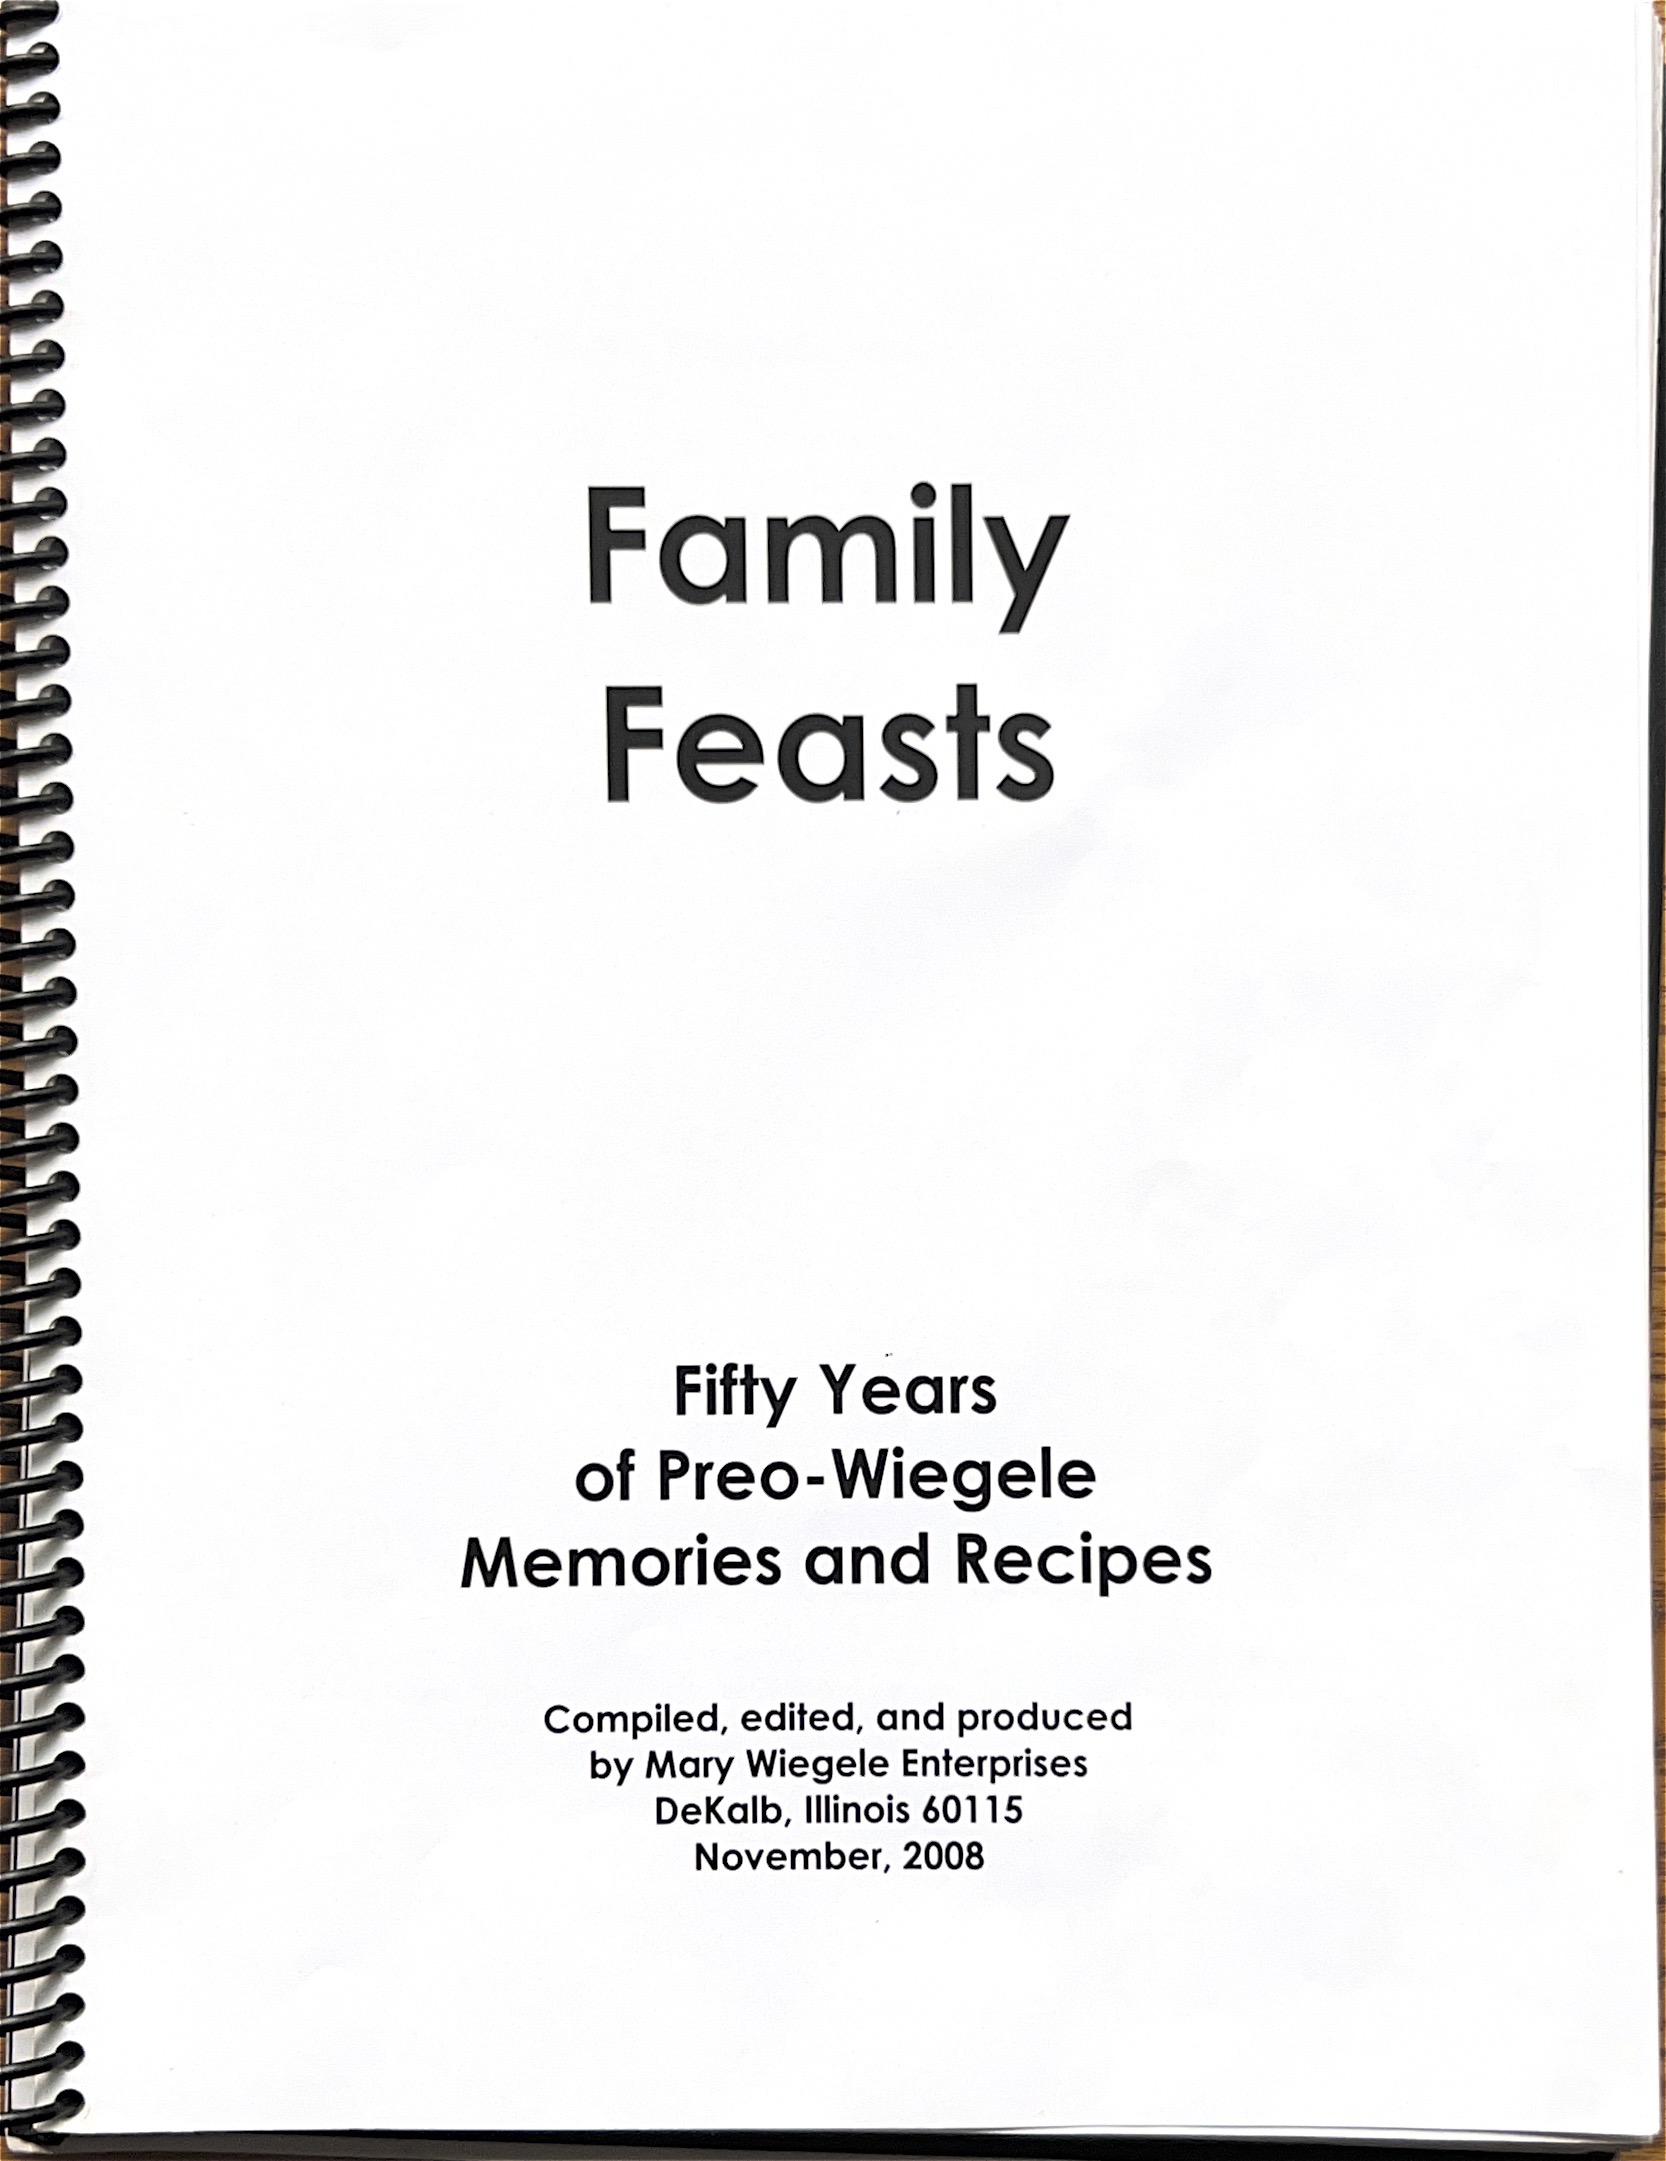 Family
Feasts
Fifty Years
of Preo-Wiegele
Memories and Recipes
Compiled, edited, and produced
by Mary Wiegele Enterprises
DeKalb, Illinois 60115
November, 2008